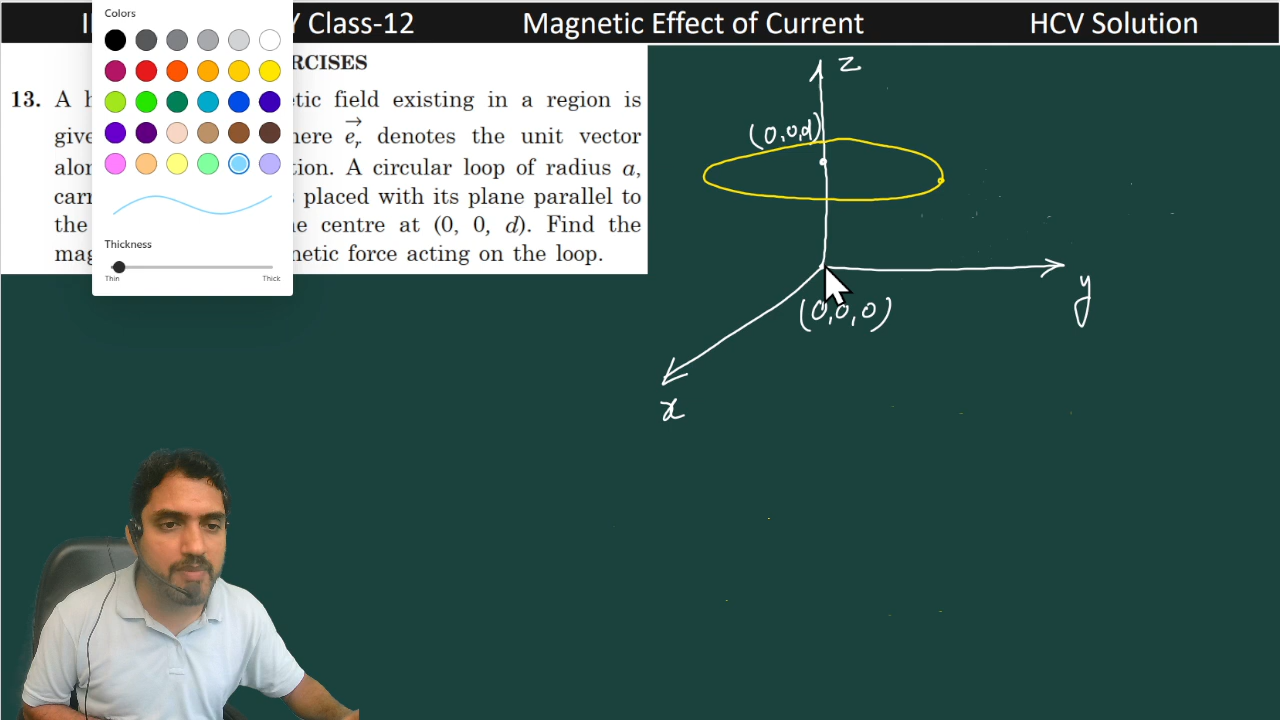 Colors
Y Class-12
Magnetic Effect of Current
HCV Solution
RCISES
13. A h etic field existing in a region is
give here e⃗ᵣ denotes the unit vector
alon tion. A circular loop of radius a,
carr s placed with its plane parallel to
the e centre at (0, 0, d). Find the
mag netic force acting on the loop.
Thickness
Thin Thick
z
(0,0,d)
(0,0,0)
y
x